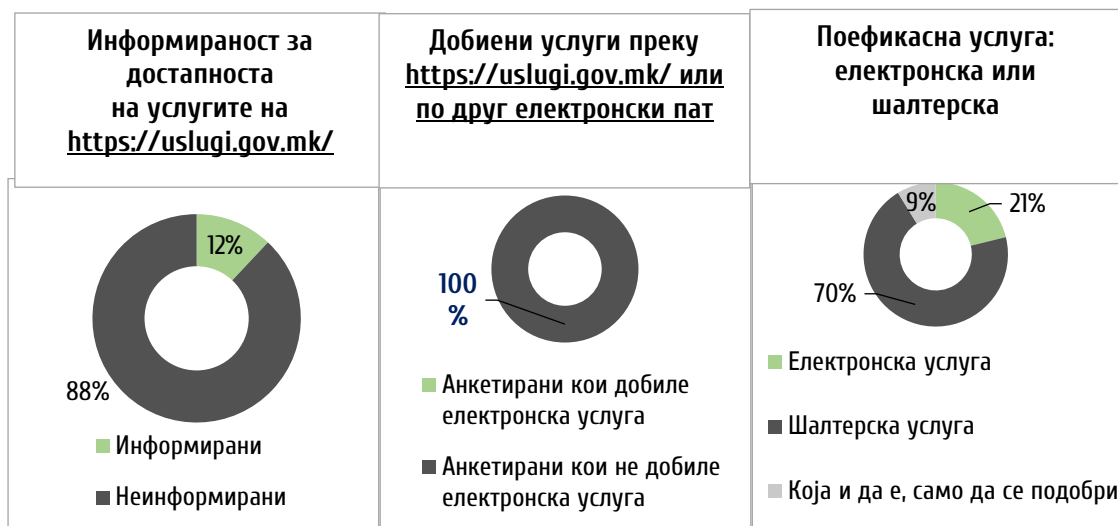 Информираност за
достапноста
на услугите на
https://uslugi.gov.mk/
12%
88%
Информирани
Неинформирани
Добиени услуги преку
https://uslugi.gov.mk/ или
по друг електронски пат
100
%
Анкетирани кои добиле
електронска услуга
Анкетирани кои не добиле
електронска услуга
Поефикасна услуга:
електронска или
шалтерска
9%
21%
70%
Електронска услуга
Шалтерска услуга
Која и да е, само да се подобри